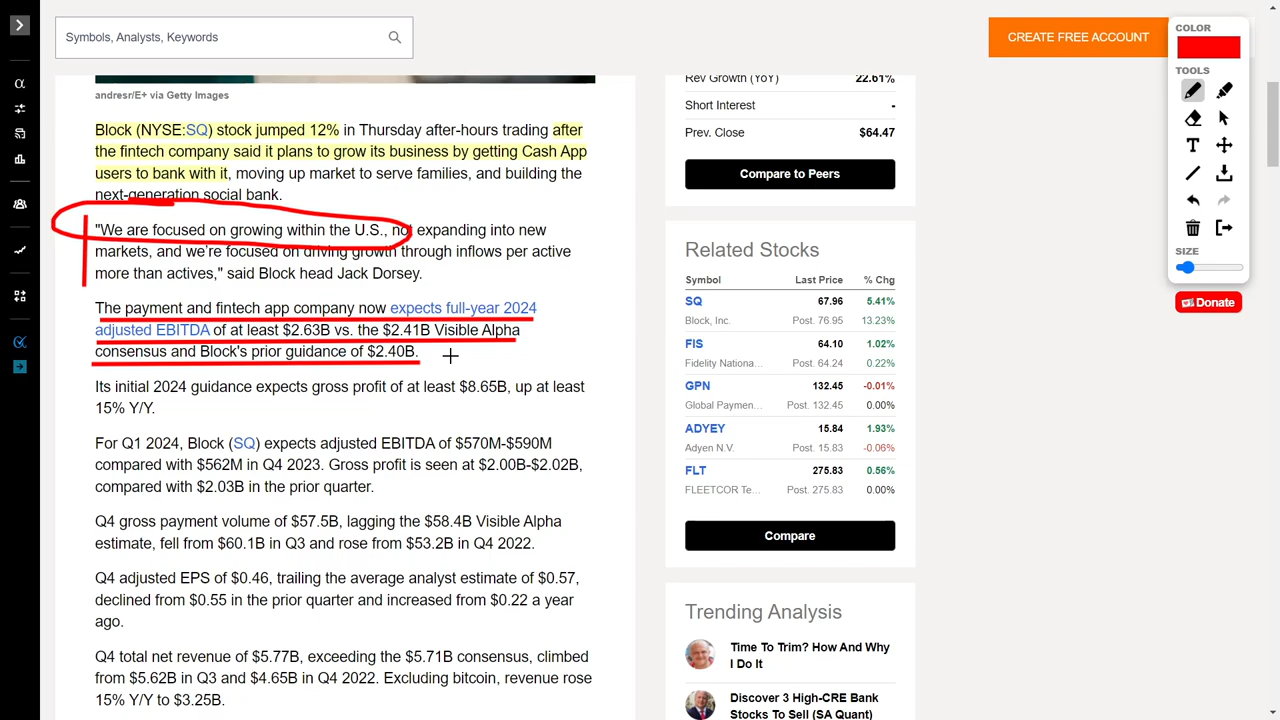 Symbols, Analysts, Keywords
CREATE FREE ACCOUNT
COLOR
TOOLS
T
SIZE
Donate
andresr/E+ via Getty Images
Block (NYSE:SQ) stock jumped 12% in Thursday after-hours trading after
the fintech company said it plans to grow its business by getting Cash App
users to bank with it, moving up market to serve families, and building the
next-generation social bank.
"We are focused on growing within the U.S., not expanding into new
markets, and we're focused on driving growth through inflows per active
more than actives," said Block head Jack Dorsey.
The payment and fintech app company now expects full-year 2024
adjusted EBITDA of at least $2.63B vs. the $2.41B Visible Alpha
consensus and Block's prior guidance of $2.40B.
Its initial 2024 guidance expects gross profit of at least $8.65B, up at least
15% Y/Y.
For Q1 2024, Block (SQ) expects adjusted EBITDA of $570M-$590M
compared with $562M in Q4 2023. Gross profit is seen at $2.00B-$2.02B,
compared with $2.03B in the prior quarter.
Q4 gross payment volume of $57.5B, lagging the $58.4B Visible Alpha
estimate, fell from $60.1B in Q3 and rose from $53.2B in Q4 2022.
Q4 adjusted EPS of $0.46, trailing the average analyst estimate of $0.57,
declined from $0.55 in the prior quarter and increased from $0.22 a year
ago.
Q4 total net revenue of $5.77B, exceeding the $5.71B consensus, climbed
from $5.62B in Q3 and $4.65B in Q4 2022. Excluding bitcoin, revenue rose
15% Y/Y to $3.25B.
Rev Growth (YoY) 22.61%
Short Interest -
Prev. Close $64.47
Compare to Peers
Related Stocks
Symbol Last Price % Chg
SQ 67.96 5.41%
Block, Inc. Post. 76.95 13.23%
FIS 64.10 1.02%
Fidelity Nationa... Post. 64.24 0.22%
GPN 132.45 -0.01%
Global Paymen... Post. 132.45 0.00%
ADYEY 15.84 1.93%
Adyen N.V. Post. 15.83 -0.06%
FLT 275.83 0.56%
FLEETCOR Te... Post. 275.83 0.00%
Compare
Trending Analysis
Time To Trim? How And Why
I Do It
Discover 3 High-CRE Bank
Stocks To Sell (SA Quant)